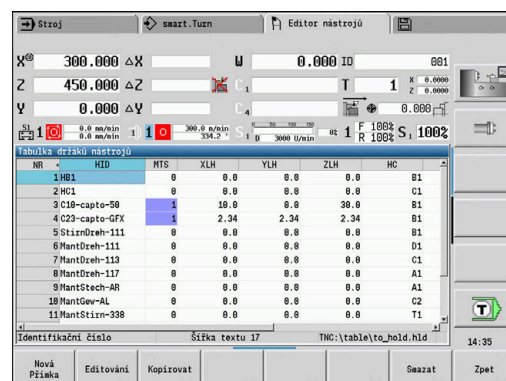 Stroj smart.Turn Editor nástrojů
X 300.000 ΔX W 0.000 ID 001
Z 450.000 ΔZ C1 T 1 X 0.0000
Z 0.0000
Y 0.000 ΔY C4 0.000
S1 1 0.0 mm/min 1 1 0 300.0 m/min S1 0 50 100 150 0% 1 F 100% S1 100%
0.0 mm/min 334.2 ° D 3000 U/min R 100%
Tabulka držáků nástrojů
NR HID MTS XLH YLH ZLH HC
1 HB1 0 0.0 0.0 0.0 B1
2 HC1 0 0.0 0.0 0.0 C1
3 C10-capto-50 1 10.0 0.0 30.0 B1
4 C23-capto-GFX 1 2.34 2.34 2.34 B1
5 StirnDreh-111 0 0.0 0.0 0.0 B1
6 MantDreh-111 0 0.0 0.0 0.0 D1
7 MantDreh-113 0 0.0 0.0 0.0 C1
8 MantDreh-117 0 0.0 0.0 0.0 A1
9 MantStech-AR 0 0.0 0.0 0.0 A1
10 MantGew-AL 0 0.0 0.0 0.0 C2
11 MantStirn-338 0 0.0 0.0 0.0 T1
Identifikační číslo Šířka textu 17 TNC:\table\to_hold.hld
T
14:35
Nová Přímka Editování Kopírovat Smazat Zpet